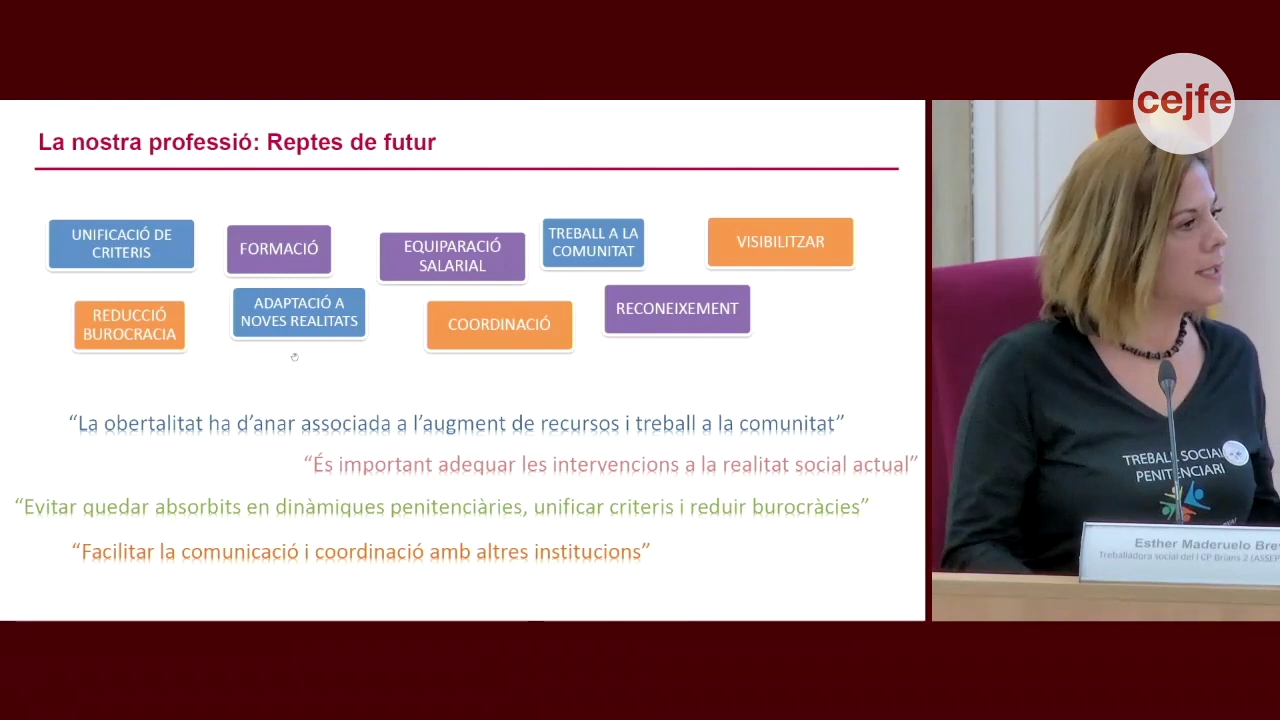 cejfe
La nostra professió: Reptes de futur
UNIFICACIÓ DE
CRITERIS
FORMACIÓ
EQUIPARACIÓ
SALARIAL
TREBALL A LA
COMUNITAT
VISIBILITZAR
REDUCCIÓ
BUROCRACIA
ADAPTACIÓ A
NOVES REALITATS
COORDINACIÓ
RECONEIXEMENT
“La obertalitat ha d’anar associada a l’augment de recursos i treball a la comunitat”
“És important adequar les intervencions a la realitat social actual”
“Evitar quedar absorbits en dinàmiques penitenciàries, unificar criteris i reduir burocràcies”
“Facilitar la comunicació i coordinació amb altres institucions”
TREBALL SOCIAL
PENITENCIARI
Esther Maderuelo Bre
Treballadora social del CP Brians 2 (ASSEP